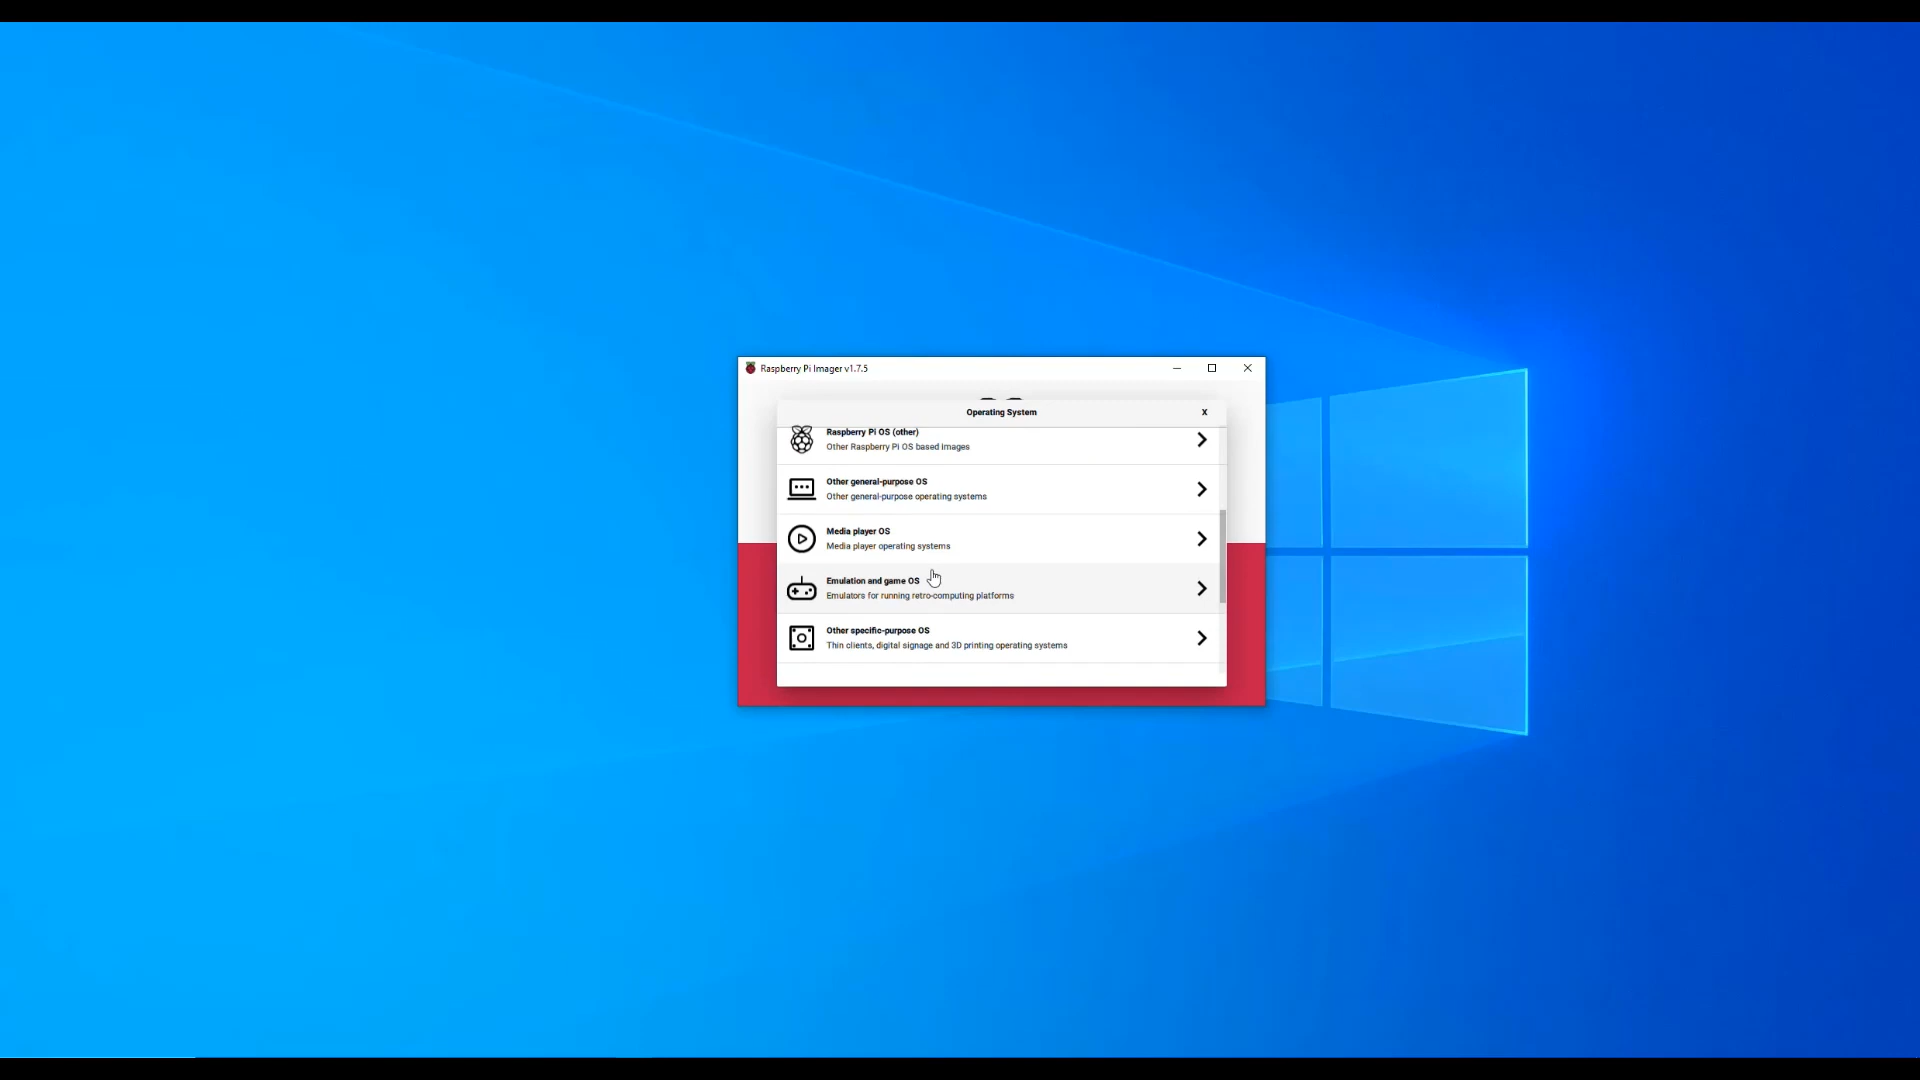 Raspberry Pi Imager v1.7.5
Operating System
X
Raspberry Pi OS (other)
Other Raspberry Pi OS based images
Other general-purpose OS
Other general-purpose operating systems
Media player OS
Media player operating systems
Emulation and game OS
Emulators for running retro-computing platforms
Other specific-purpose OS
Thin clients, digital signage and 3D printing operating systems